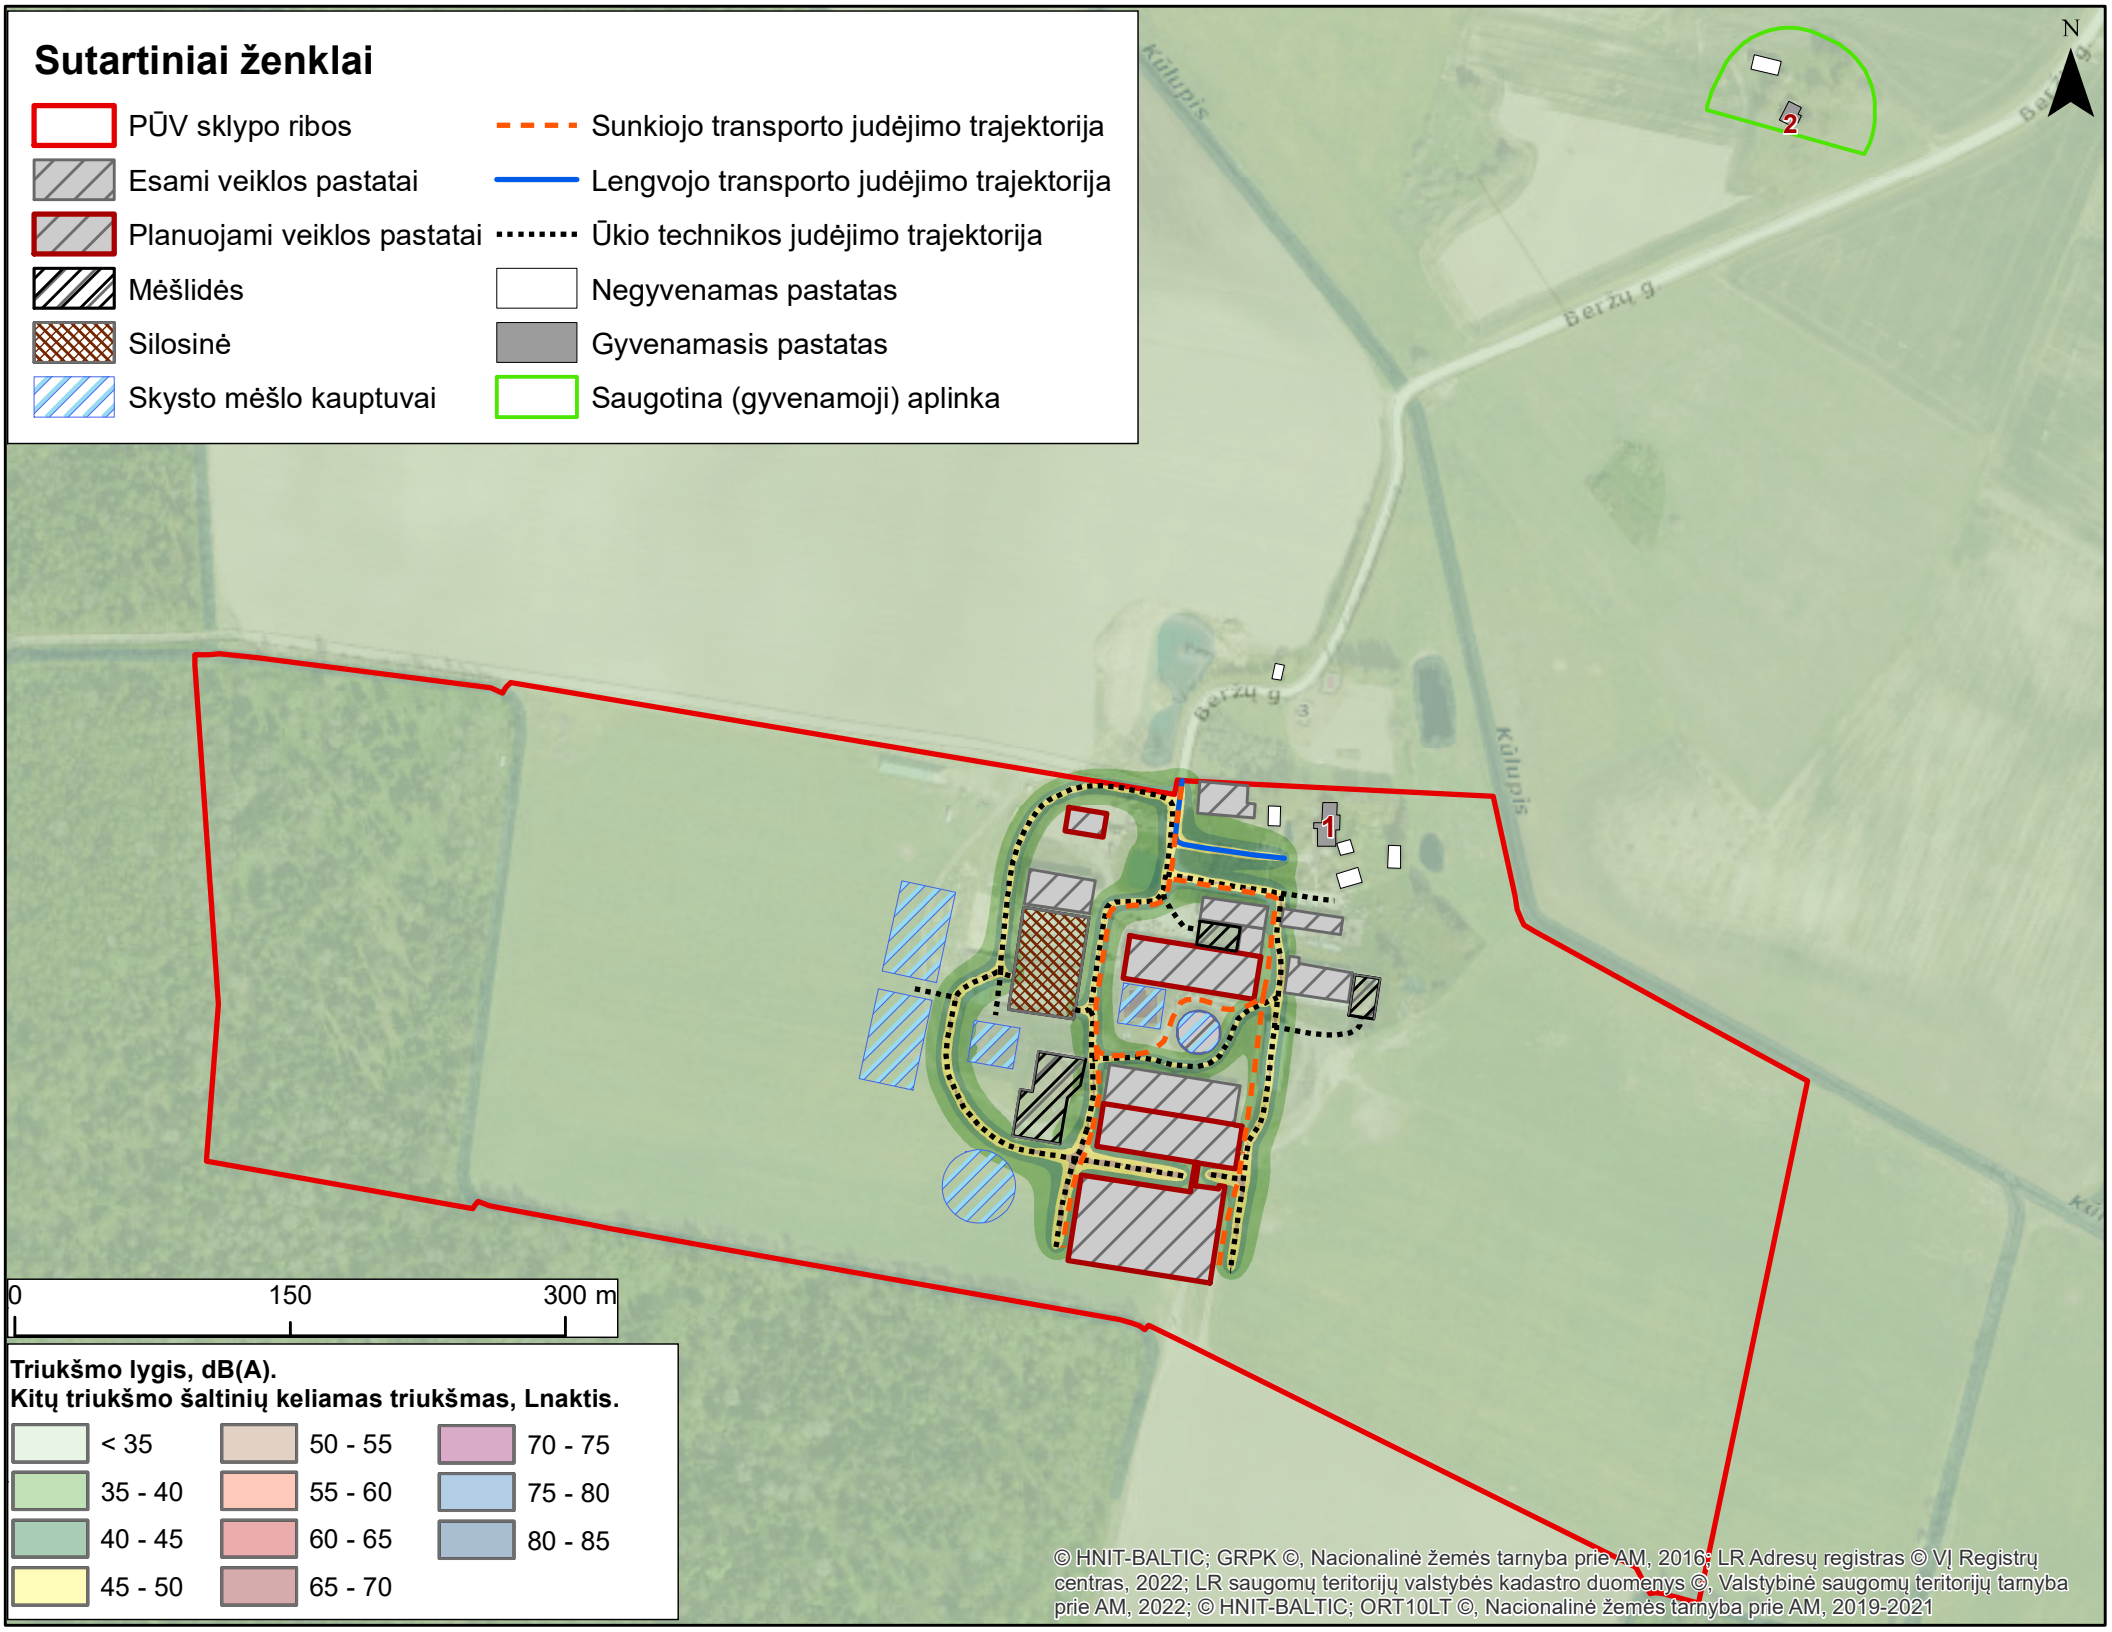 Sutartiniai ženklai
PŪV sklypo ribos
Esami veiklos pastatai
Planuojami veiklos pastatai
Mėšlidės
Silosinė
Skysto mėšlo kauptuvai
Sunkiojo transporto judėjimo trajektorija
Lengvojo transporto judėjimo trajektorija
Ūkio technikos judėjimo trajektorija
Negyvenamas pastatas
Gyvenamasis pastatas
Saugotina (gyvenamoji) aplinka
Kūlupis
N
Beržų g.
2
Beržų g.
Beržų g
3
Kūlupis
1
Kūl
0 150 300 m
Triukšmo lygis, dB(A).
Kitų triukšmo šaltinių keliamas triukšmas, Lnaktis.
< 35
35 - 40
40 - 45
45 - 50
50 - 55
55 - 60
60 - 65
65 - 70
70 - 75
75 - 80
80 - 85
© HNIT-BALTIC; GRPK ©, Nacionalinė žemės tarnyba prie AM, 2016; LR Adresų registras © VĮ Registrų
centras, 2022; LR saugomų teritorijų valstybės kadastro duomenys ©, Valstybinė saugomų teritorijų tarnyba
prie AM, 2022; © HNIT-BALTIC; ORT10LT ©, Nacionalinė žemės tarnyba prie AM, 2019-2021